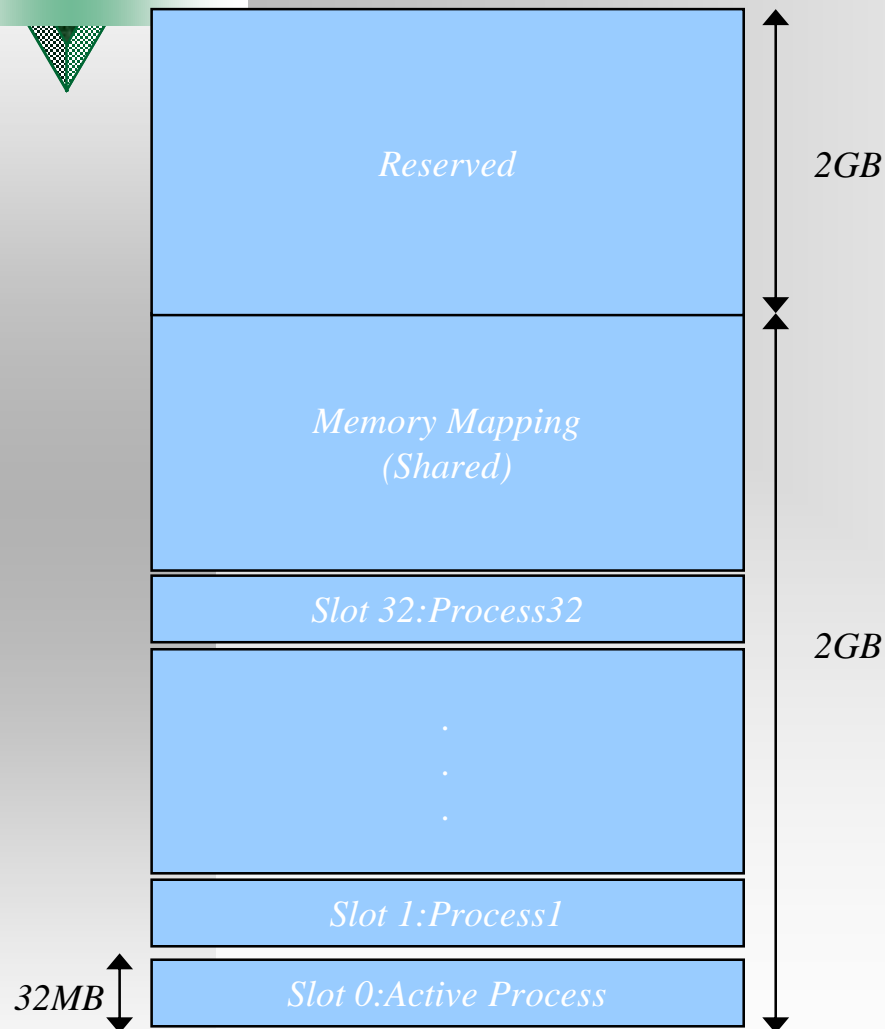 Reserved
2GB
Memory Mapping
(Shared)
Slot 32:Process32
2GB
.
.
.
Slot 1:Process1
32MB
Slot 0:Active Process